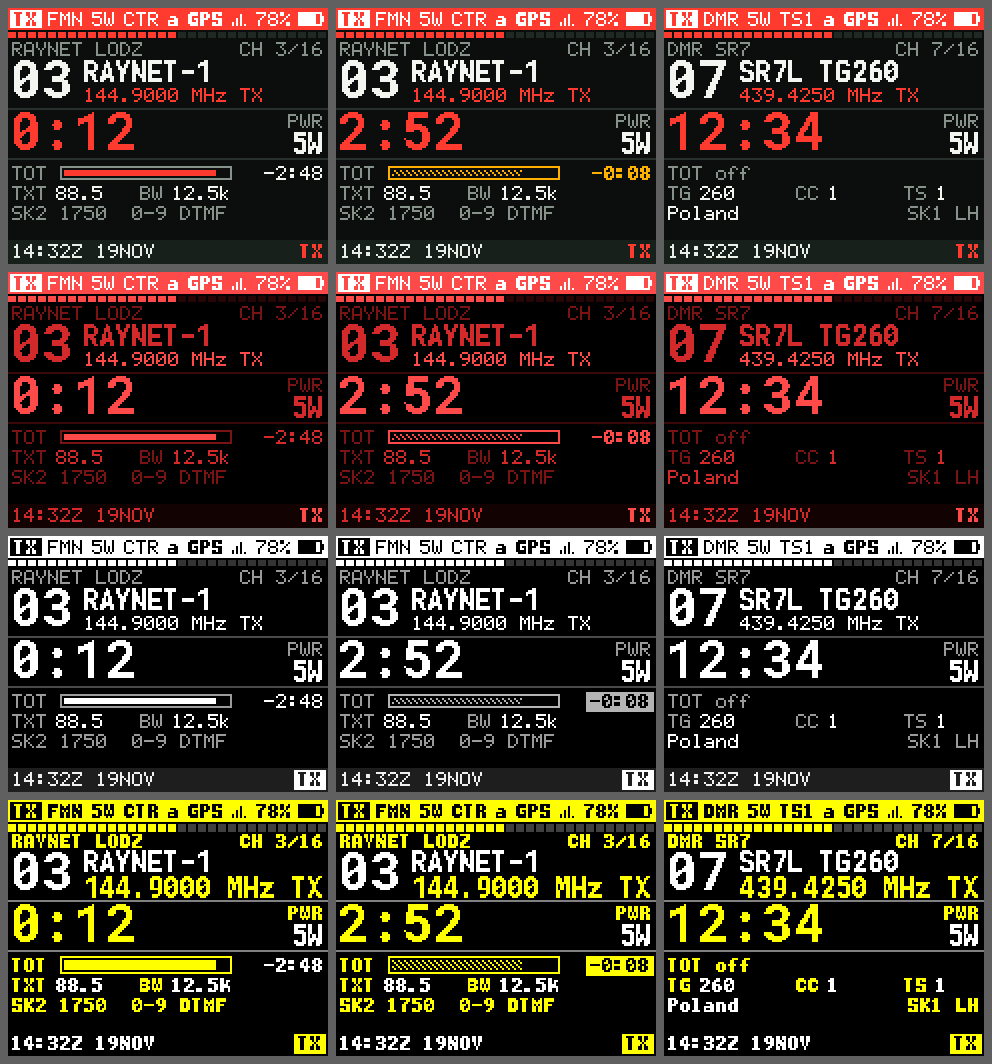 TX FMN 5W CTR a GPS 78%
RAYNET LODZ CH 3/16
03 RAYNET-1
144.9000 MHz TX
0:12 PWR 5W
TOT -2:48
TXT 88.5 BW 12.5k
SK2 1750 0-9 DTMF
14:32Z 19NOV TX
TX FMN 5W CTR a GPS 78%
RAYNET LODZ CH 3/16
03 RAYNET-1
144.9000 MHz TX
2:52 PWR 5W
TOT -0:08
TXT 88.5 BW 12.5k
SK2 1750 0-9 DTMF
14:32Z 19NOV TX
TX DMR 5W TS1 a GPS 78%
DMR SR7 CH 7/16
07 SR7L TG260
439.4250 MHz TX
12:34 PWR 5W
TOT off
TG 260 CC 1 TS 1
Poland SK1 LH
14:32Z 19NOV TX
TX FMN 5W CTR a GPS 78%
RAYNET LODZ CH 3/16
03 RAYNET-1
144.9000 MHz TX
0:12 PWR 5W
TOT -2:48
TXT 88.5 BW 12.5k
SK2 1750 0-9 DTMF
14:32Z 19NOV TX
TX FMN 5W CTR a GPS 78%
RAYNET LODZ CH 3/16
03 RAYNET-1
144.9000 MHz TX
2:52 PWR 5W
TOT -0:08
TXT 88.5 BW 12.5k
SK2 1750 0-9 DTMF
14:32Z 19NOV TX
TX DMR 5W TS1 a GPS 78%
DMR SR7 CH 7/16
07 SR7L TG260
439.4250 MHz TX
12:34 PWR 5W
TOT off
TG 260 CC 1 TS 1
Poland SK1 LH
14:32Z 19NOV TX
TX FMN 5W CTR a GPS 78%
RAYNET LODZ CH 3/16
03 RAYNET-1
144.9000 MHz TX
0:12 PWR 5W
TOT -2:48
TXT 88.5 BW 12.5k
SK2 1750 0-9 DTMF
14:32Z 19NOV TX
TX FMN 5W CTR a GPS 78%
RAYNET LODZ CH 3/16
03 RAYNET-1
144.9000 MHz TX
2:52 PWR 5W
TOT -0:08
TXT 88.5 BW 12.5k
SK2 1750 0-9 DTMF
14:32Z 19NOV TX
TX DMR 5W TS1 a GPS 78%
DMR SR7 CH 7/16
07 SR7L TG260
439.4250 MHz TX
12:34 PWR 5W
TOT off
TG 260 CC 1 TS 1
Poland SK1 LH
14:32Z 19NOV TX
TX FMN 5W CTR a GPS 78%
RAYNET LODZ CH 3/16
03 RAYNET-1
144.9000 MHz TX
0:12 PWR 5W
TOT -2:48
TXT 88.5 BW 12.5k
SK2 1750 0-9 DTMF
14:32Z 19NOV TX
TX FMN 5W CTR a GPS 78%
RAYNET LODZ CH 3/16
03 RAYNET-1
144.9000 MHz TX
2:52 PWR 5W
TOT -0:08
TXT 88.5 BW 12.5k
SK2 1750 0-9 DTMF
14:32Z 19NOV TX
TX DMR 5W TS1 a GPS 78%
DMR SR7 CH 7/16
07 SR7L TG260
439.4250 MHz TX
12:34 PWR 5W
TOT off
TG 260 CC 1 TS 1
Poland SK1 LH
14:32Z 19NOV TX